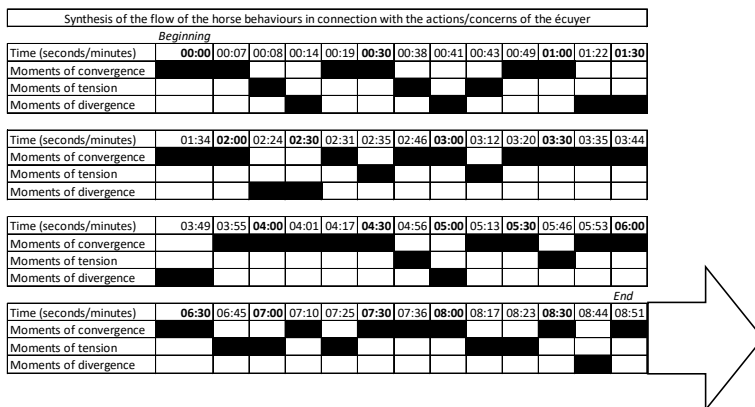 Synthesis of the flow of the horse behaviours in connection with the actions/concerns of the écuyer
Beginning
Time (seconds/minutes) 00:00 00:07 00:08 00:14 00:19 00:30 00:38 00:41 00:43 00:49 01:00 01:22 01:30
Moments of convergence
Moments of tension
Moments of divergence
Time (seconds/minutes) 01:34 02:00 02:24 02:30 02:31 02:35 02:46 03:00 03:12 03:20 03:30 03:35 03:44
Moments of convergence
Moments of tension
Moments of divergence
Time (seconds/minutes) 03:49 03:55 04:00 04:01 04:17 04:30 04:56 05:00 05:13 05:30 05:46 05:53 06:00
Moments of convergence
Moments of tension
Moments of divergence
End
Time (seconds/minutes) 06:30 06:45 07:00 07:10 07:25 07:30 07:36 08:00 08:17 08:23 08:30 08:44 08:51
Moments of convergence
Moments of tension
Moments of divergence